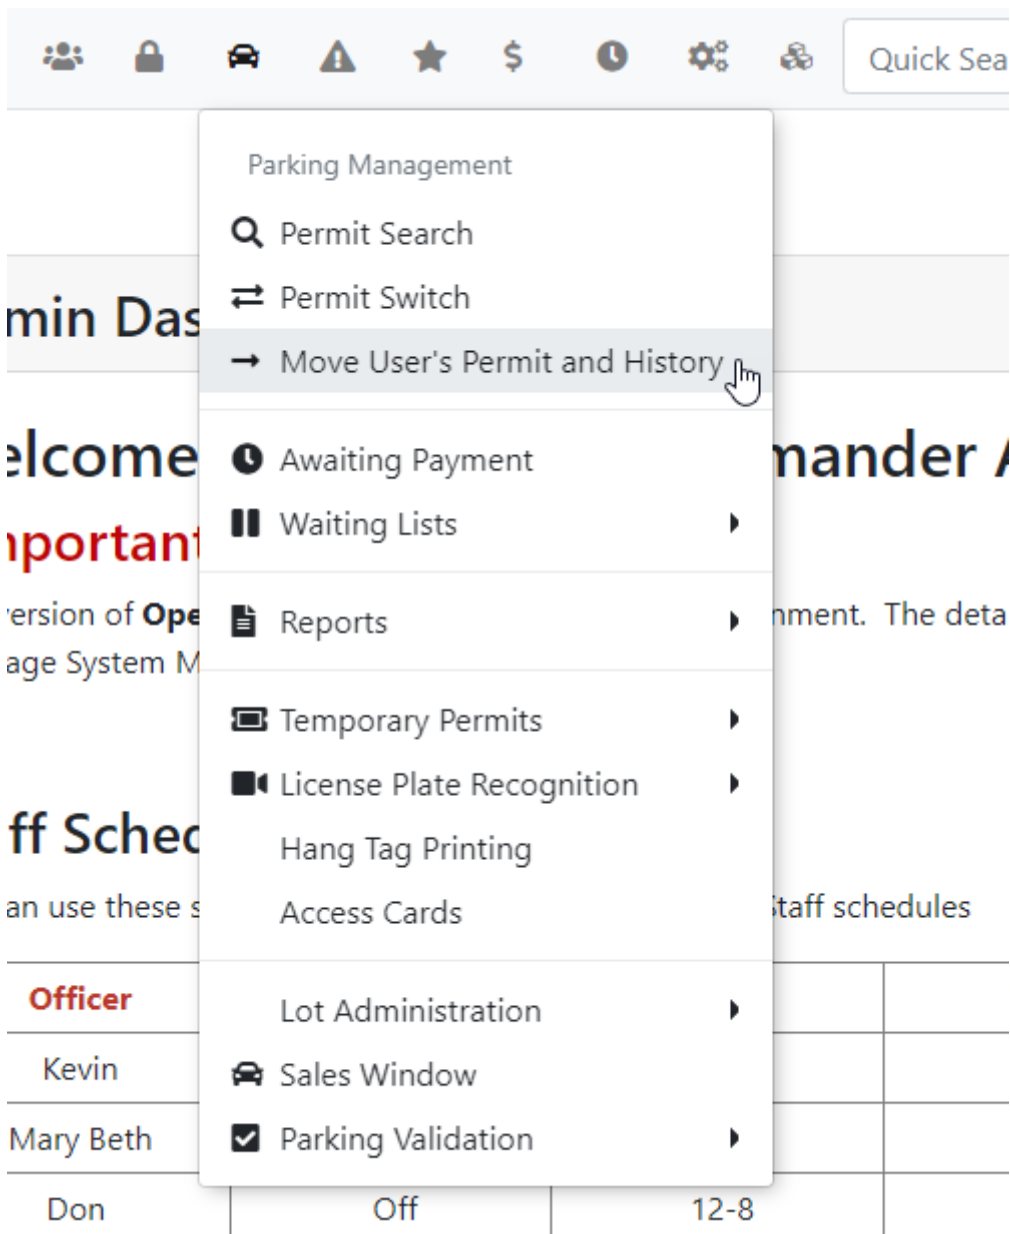 Quick Sea
Parking Management
Permit Search
min Das
Permit Switch
Move User's Permit and History
elcome
mander A
Awaiting Payment
nportant
Waiting Lists
ersion of Ope
nment. The deta
Reports
age System M
Temporary Permits
License Plate Recognition
ff Sched
Hang Tag Printing
an use these s
Staff schedules
Access Cards
Officer
Lot Administration
Kevin
Sales Window
Mary Beth
Parking Validation
Don Off 12-8